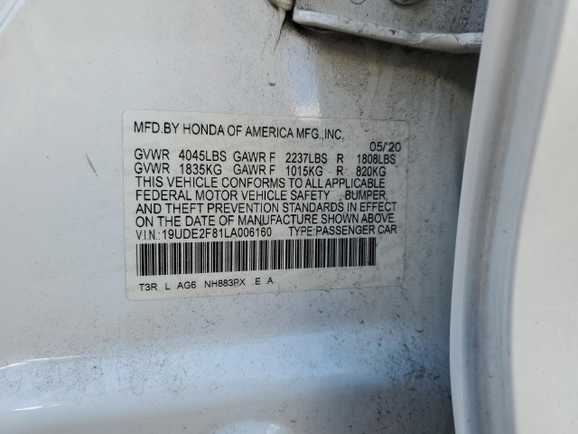 MFD.BY HONDA OF AMERICA MFG.,INC.
05/20
GVWR 4045LBS GAWR F 2237LBS R 1808LBS
GVWR 1835KG GAWR F 1015KG R 820KG
THIS VEHICLE CONFORMS TO ALL APPLICABLE
FEDERAL MOTOR VEHICLE SAFETY, BUMPER,
AND THEFT PREVENTION STANDARDS IN EFFECT
ON THE DATE OF MANUFACTURE SHOWN ABOVE.
VIN:19UDE2F81LA006160 TYPE:PASSENGER CAR
T3R L AG6 NH883PX E A